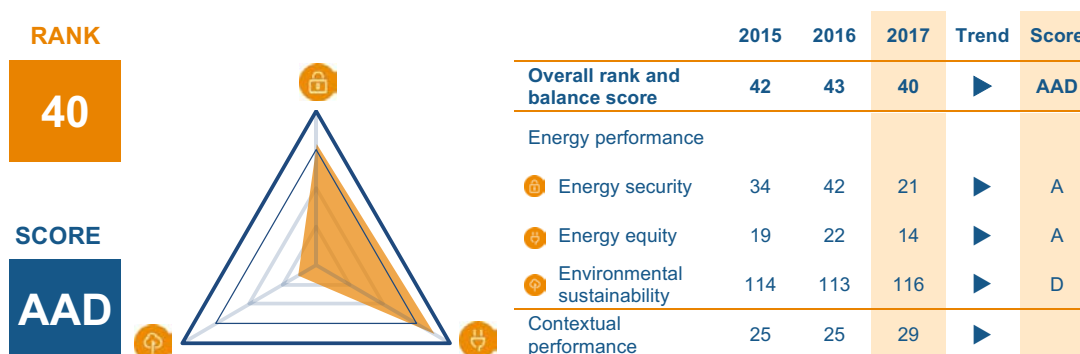 RANK
40
SCORE
AAD
2015 2016 2017 Trend Score
Overall rank and
balance score 42 43 40 AAD
Energy performance
Energy security 34 42 21 A
Energy equity 19 22 14 A
Environmental
sustainability 114 113 116 D
Contextual
performance 25 25 29